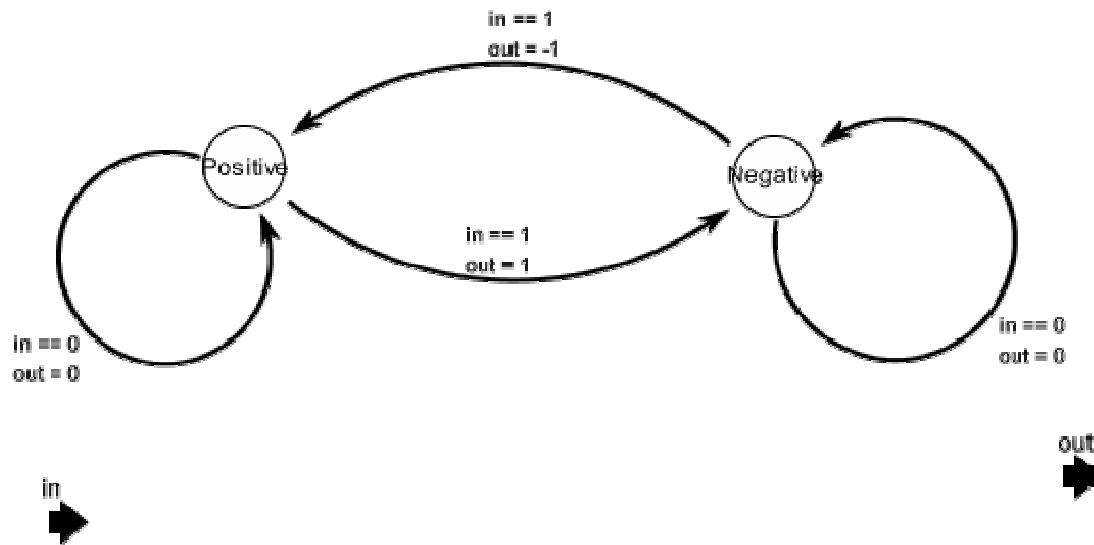 in == 1
out = -1
Positive
Negative
in == 1
out = 1
in == 0
out = 0
in == 0
out = 0
out
in